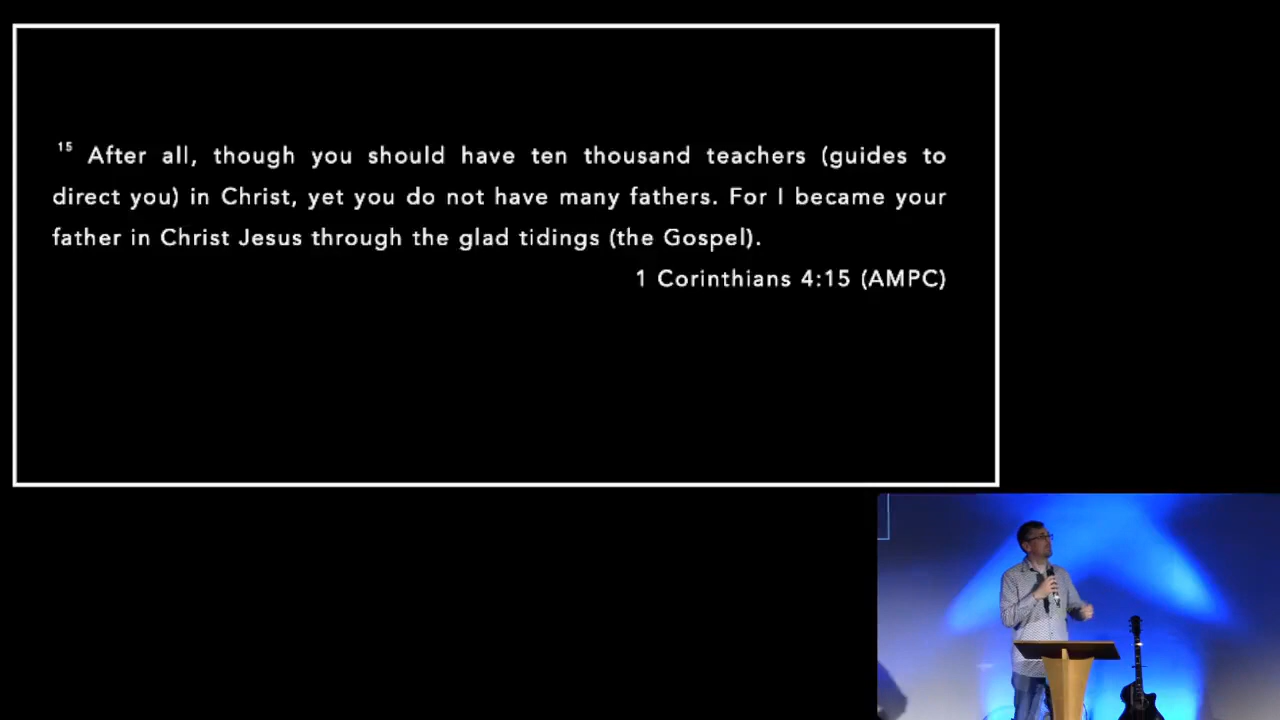 15 After all, though you should have ten thousand teachers (guides to
direct you) in Christ, yet you do not have many fathers. For I became your
father in Christ Jesus through the glad tidings (the Gospel).
1 Corinthians 4:15 (AMPC)